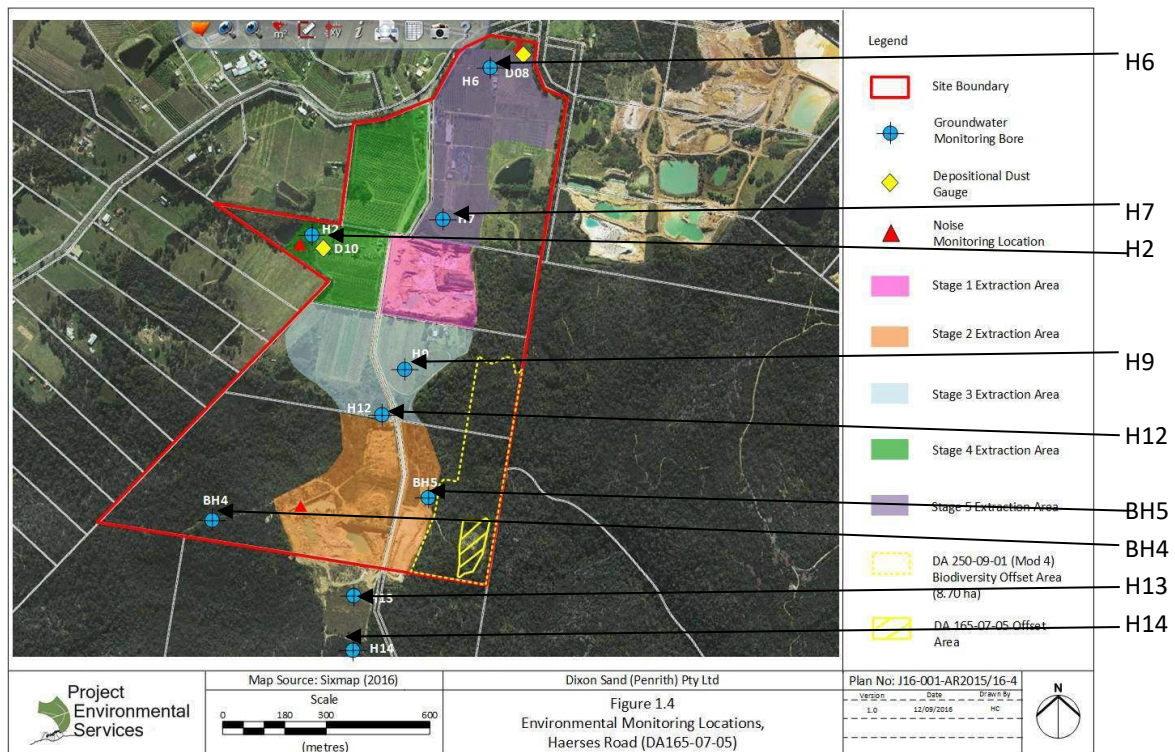 m²
xy
i
?
H6
D08
H7
H2
D10
H9
H12
BH5
BH4
H13
H14
Legend
Site Boundary
Groundwater
Monitoring Bore
Depositional Dust
Gauge
Noise
Monitoring Location
Stage 1 Extraction Area
Stage 2 Extraction Area
Stage 3 Extraction Area
Stage 4 Extraction Area
Stage 5 Extraction Area
DA 250-09-01 (Mod 4)
Biodiversity Offset Area
(8.70 ha)
DA 165-07-05 Offset
Area
H6
H7
H2
H9
H12
BH5
BH4
H13
H14
Project
Environmental
Services
Map Source: Sixmap (2016)
Scale
0 180 300 600
(metres)
Dixon Sand (Penrith) Pty Ltd
Figure 1.4
Environmental Monitoring Locations,
Haerses Road (DA165-07-05)
Plan No: J16-001-AR2015/16-4
Version Date Drawn By
1.0 12/09/2016 HC
N